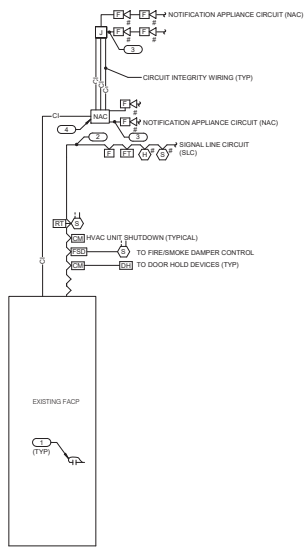 F F NOTIFICATION APPLIANCE CIRCUIT (NAC)
# #
J F F
# #
3
CIRCUIT INTEGRITY WIRING (TYP)
CI CI CI
F
#
CI NAC
F NOTIFICATION APPLIANCE CIRCUIT (NAC)
#
4 3
2
SIGNAL LINE CIRCUIT
(SLC)
F FT H # S #
RT S
CM HVAC UNIT SHUTDOWN (TYPICAL)
FSD S TO FIRE/SMOKE DAMPER CONTROL
CM DH TO DOOR HOLD DEVICES (TYP)
CI
EXISTING FACP
1
(TYP)